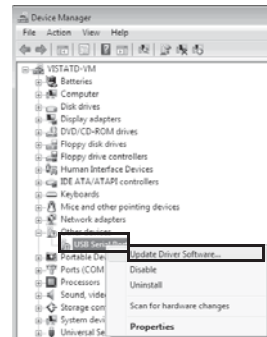 Device Manager
File Action View Help
VISTATD-VM
Batteries
Computer
Disk drives
Display adapters
DVD/CD-ROM drives
Floppy disk drives
Floppy drive controllers
Human Interface Devices
IDE ATA/ATAPI controllers
Keyboards
Mice and other pointing devices
Network adapters
Other devices
USB Serial Port
Update Driver Software...
Portable De
Disable
Ports (COM
Processors
Uninstall
Sound, vide
Storage con
Scan for hardware changes
System devi
Properties
Universal Se